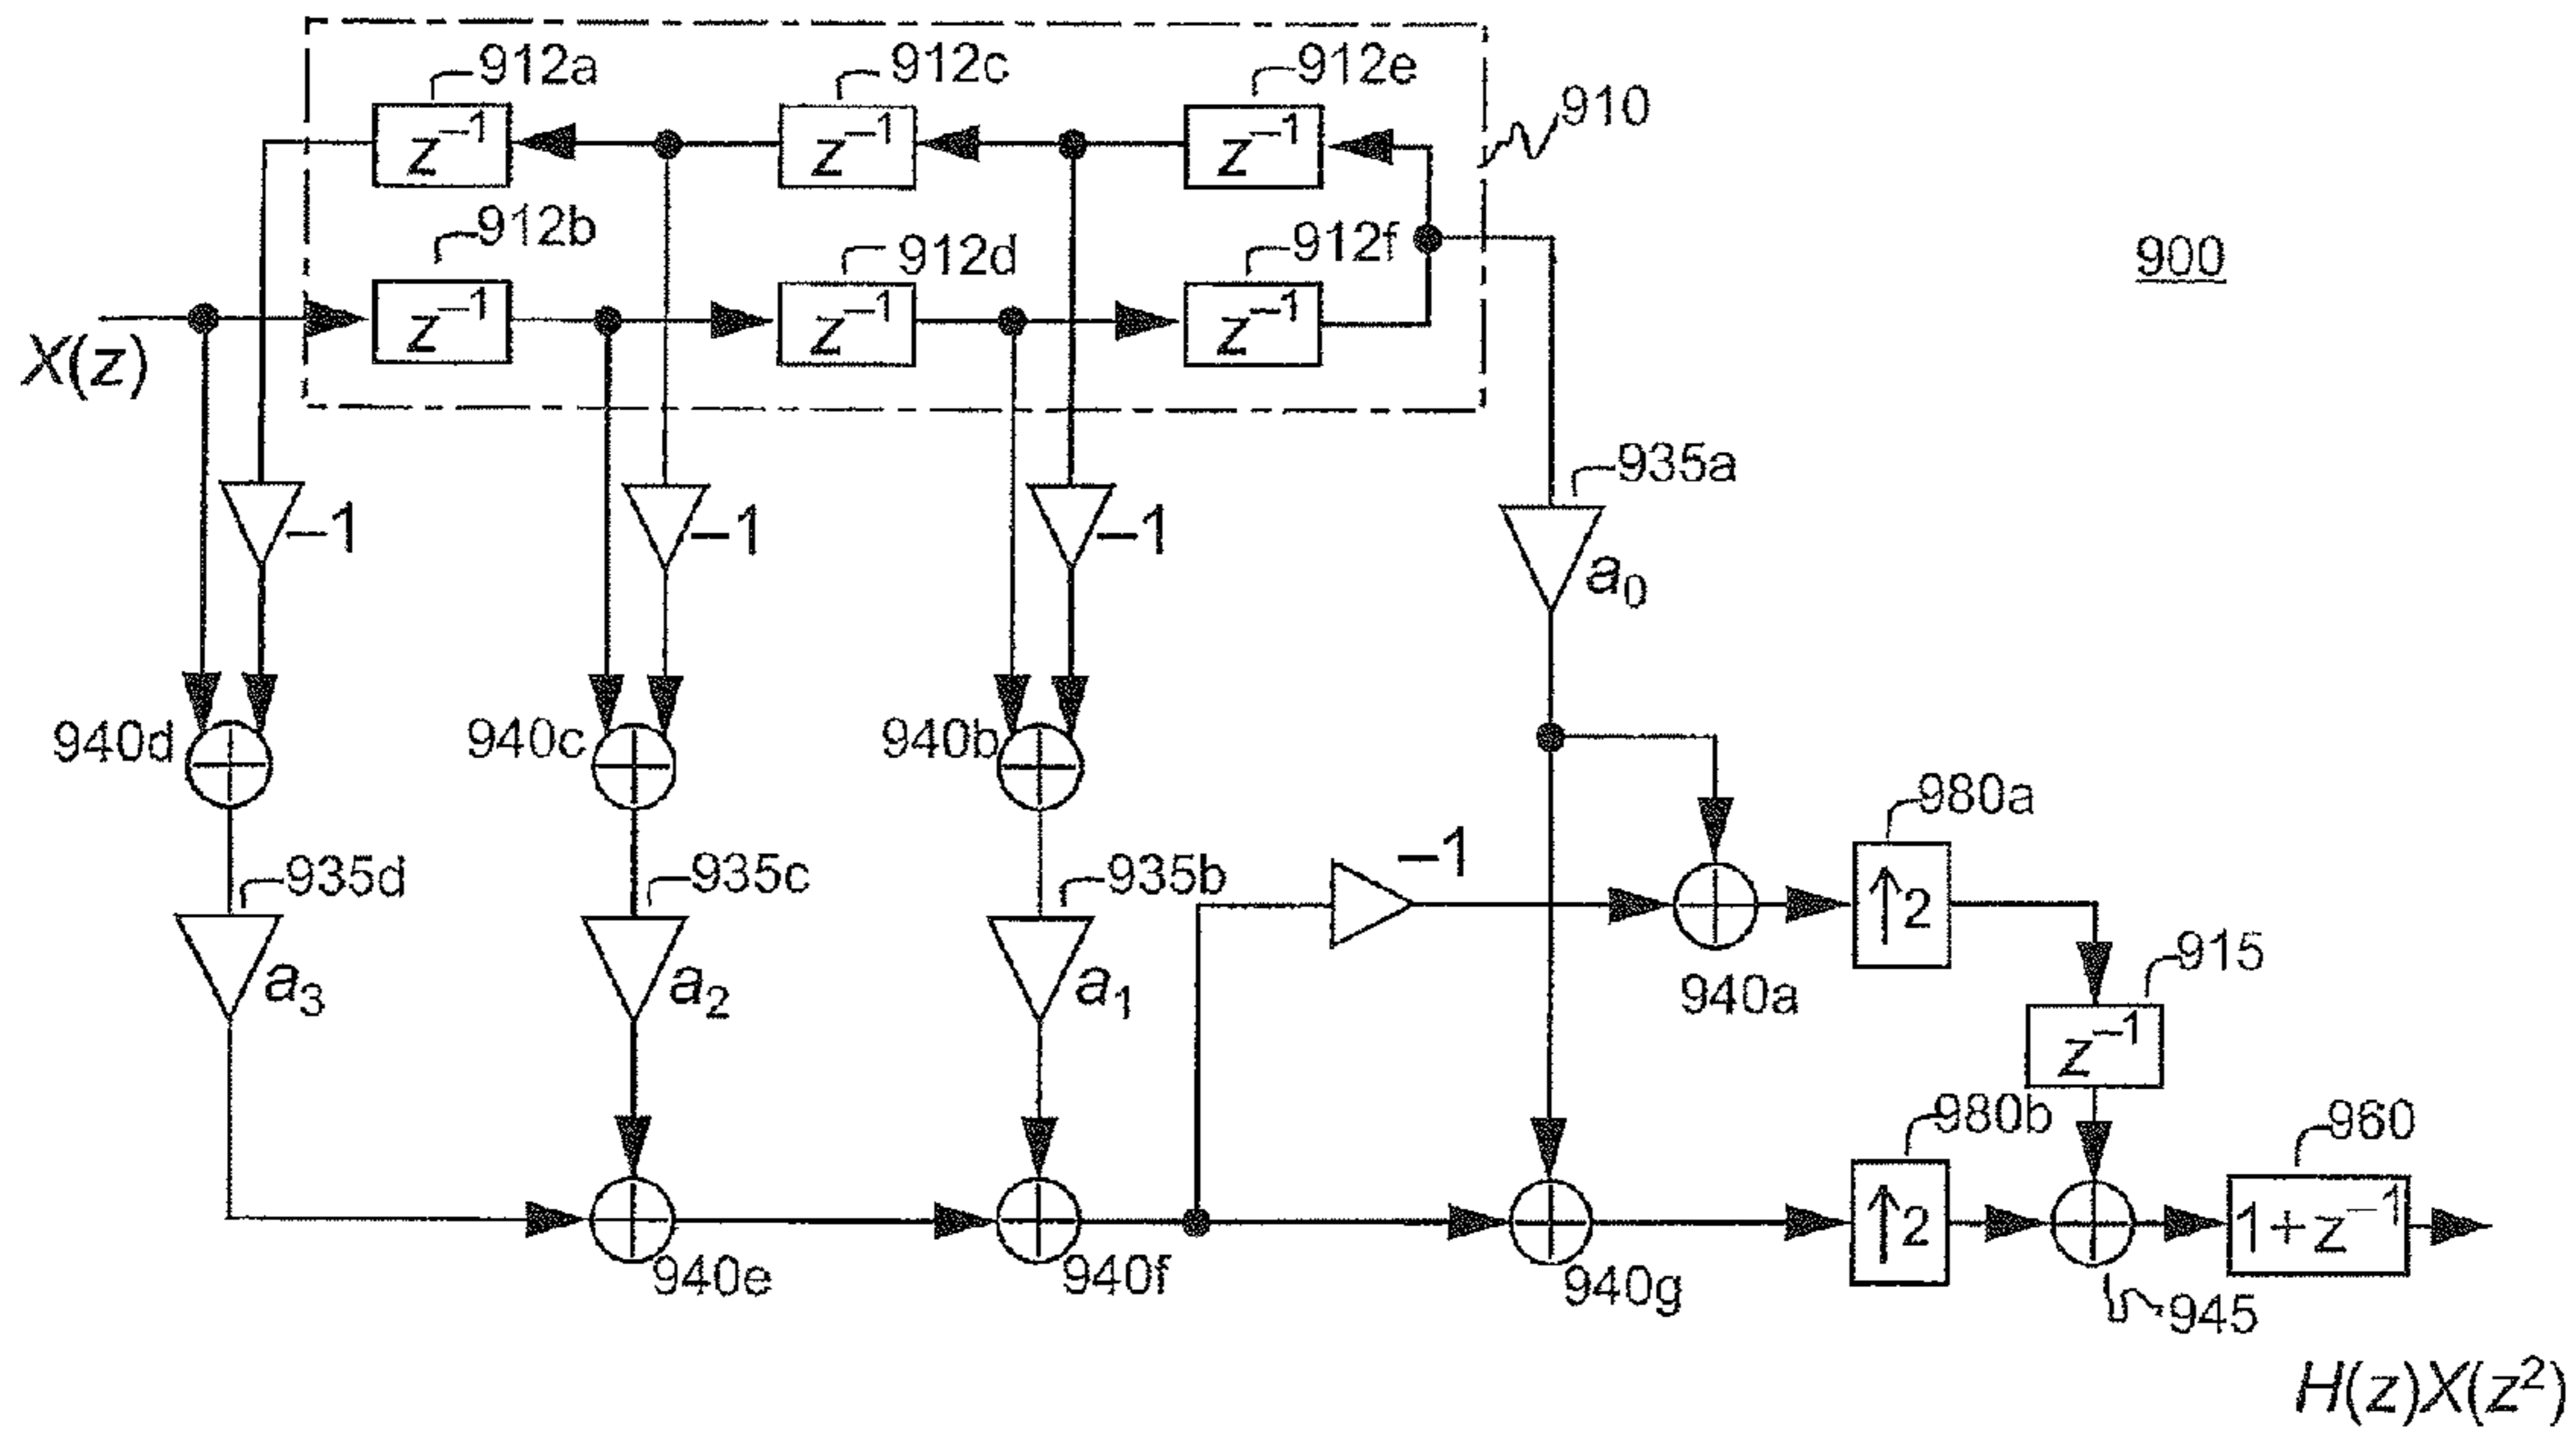 912a
912c
912e
910
z⁻¹
z⁻¹
z⁻¹
912b
912d
912f
900
z⁻¹
z⁻¹
z⁻¹
X(z)
935a
−1
−1
−1
a₀
940d
940c
940b
980a
935d
935c
935b
−1
↑2
915
a₃
a₂
a₁
940a
z⁻¹
980b
960
↑2
1+z⁻¹
940e
940f
940g
945
H(z)X(z²)